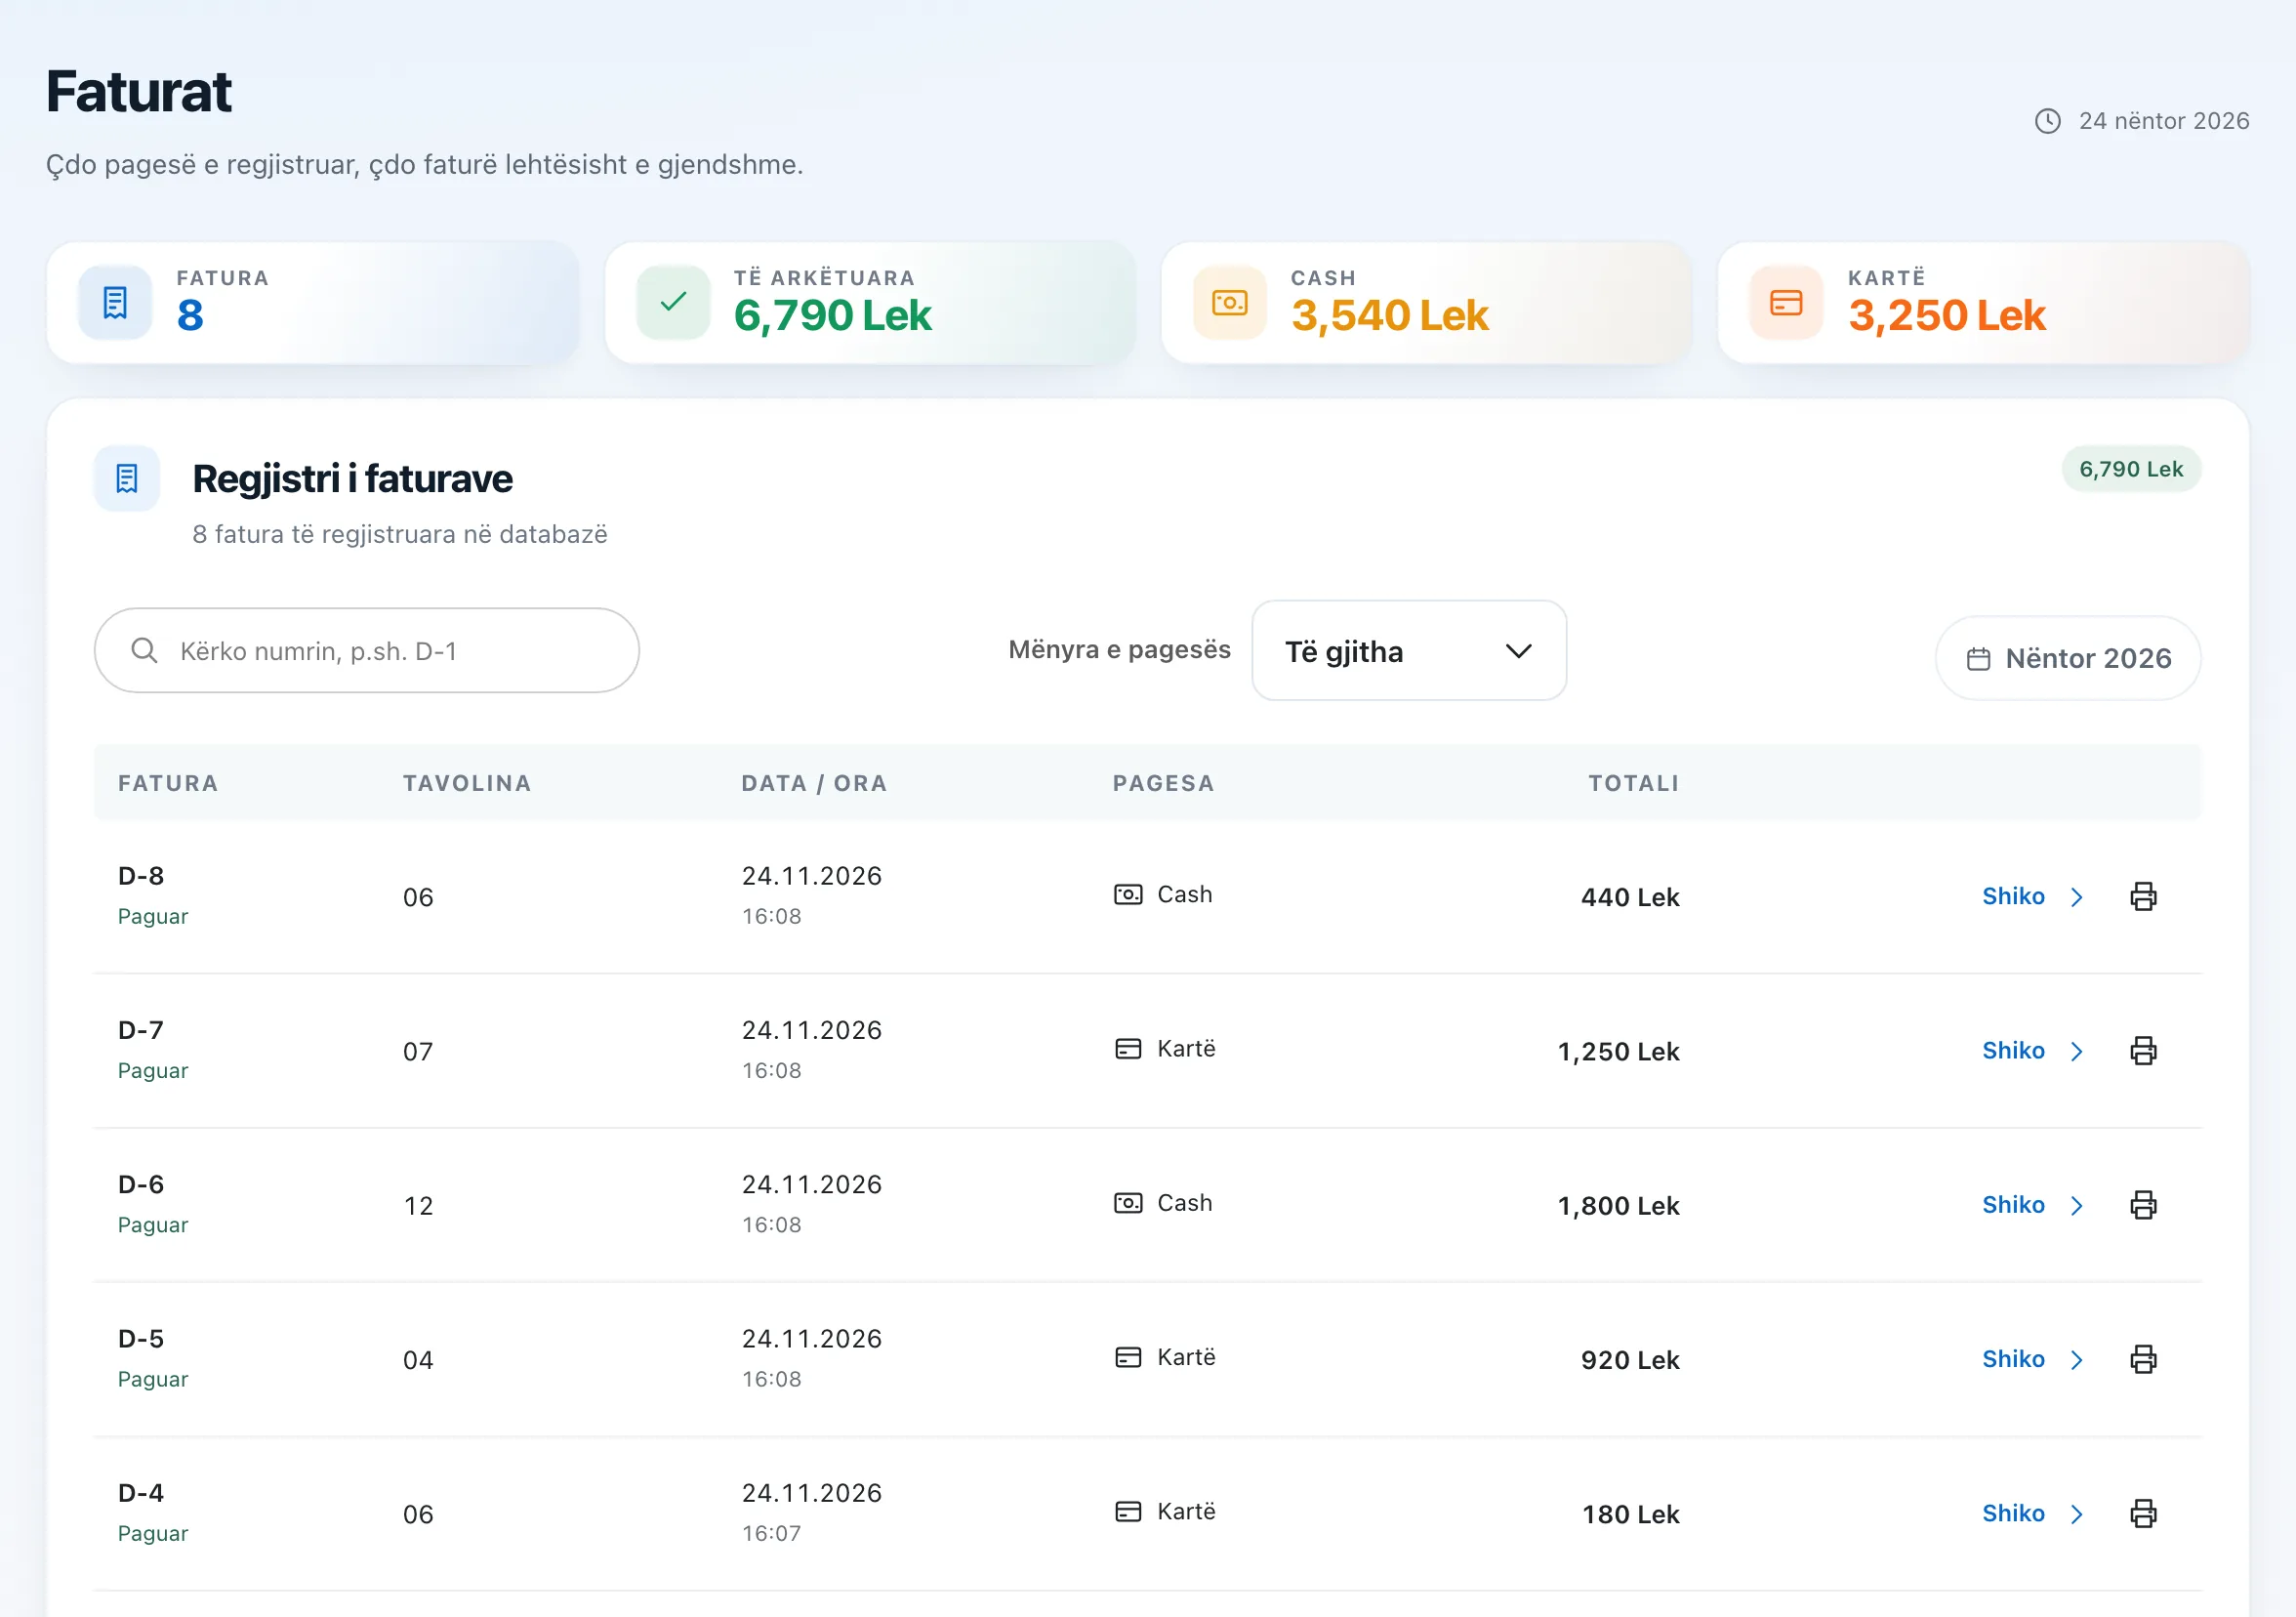 Faturat
24 nëntor 2026
Çdo pagesë e regjistruar, çdo faturë lehtësisht e gjendshme.
FATURA
8
TË ARKËTUARA
6,790 Lek
CASH
3,540 Lek
KARTË
3,250 Lek
Regjistri i faturave
6,790 Lek
8 fatura të regjistruara në databazë
Kërko numrin, p.sh. D-1
Mënyra e pagesës
Të gjitha
Nëntor 2026
FATURA TAVOLINA DATA / ORA PAGESA TOTALI
D-8
Paguar
06
24.11.2026
16:08
Cash
440 Lek
Shiko
D-7
Paguar
07
24.11.2026
16:08
Kartë
1,250 Lek
Shiko
D-6
Paguar
12
24.11.2026
16:08
Cash
1,800 Lek
Shiko
D-5
Paguar
04
24.11.2026
16:08
Kartë
920 Lek
Shiko
D-4
Paguar
06
24.11.2026
16:07
Kartë
180 Lek
Shiko